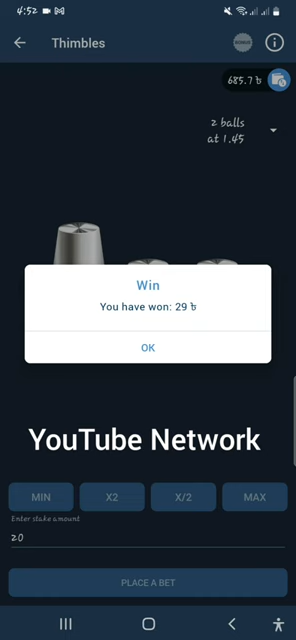 4:52
Thimbles
BONUS
685.7 ৳
2 balls
at 1.45
Win
You have won: 29 ৳
OK
YouTube Network
MIN
X2
X/2
MAX
Enter stake amount
20
PLACE A BET